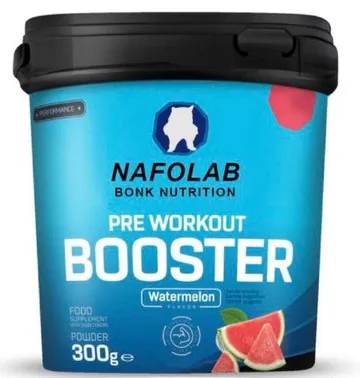 PERFORMANCE
NAFOLAB
BONK NUTRITION
PRE WORKOUT
BOOSTER
Watermelon
FLAVOR
FOOD
SUPPLEMENT
POWDER
300g e